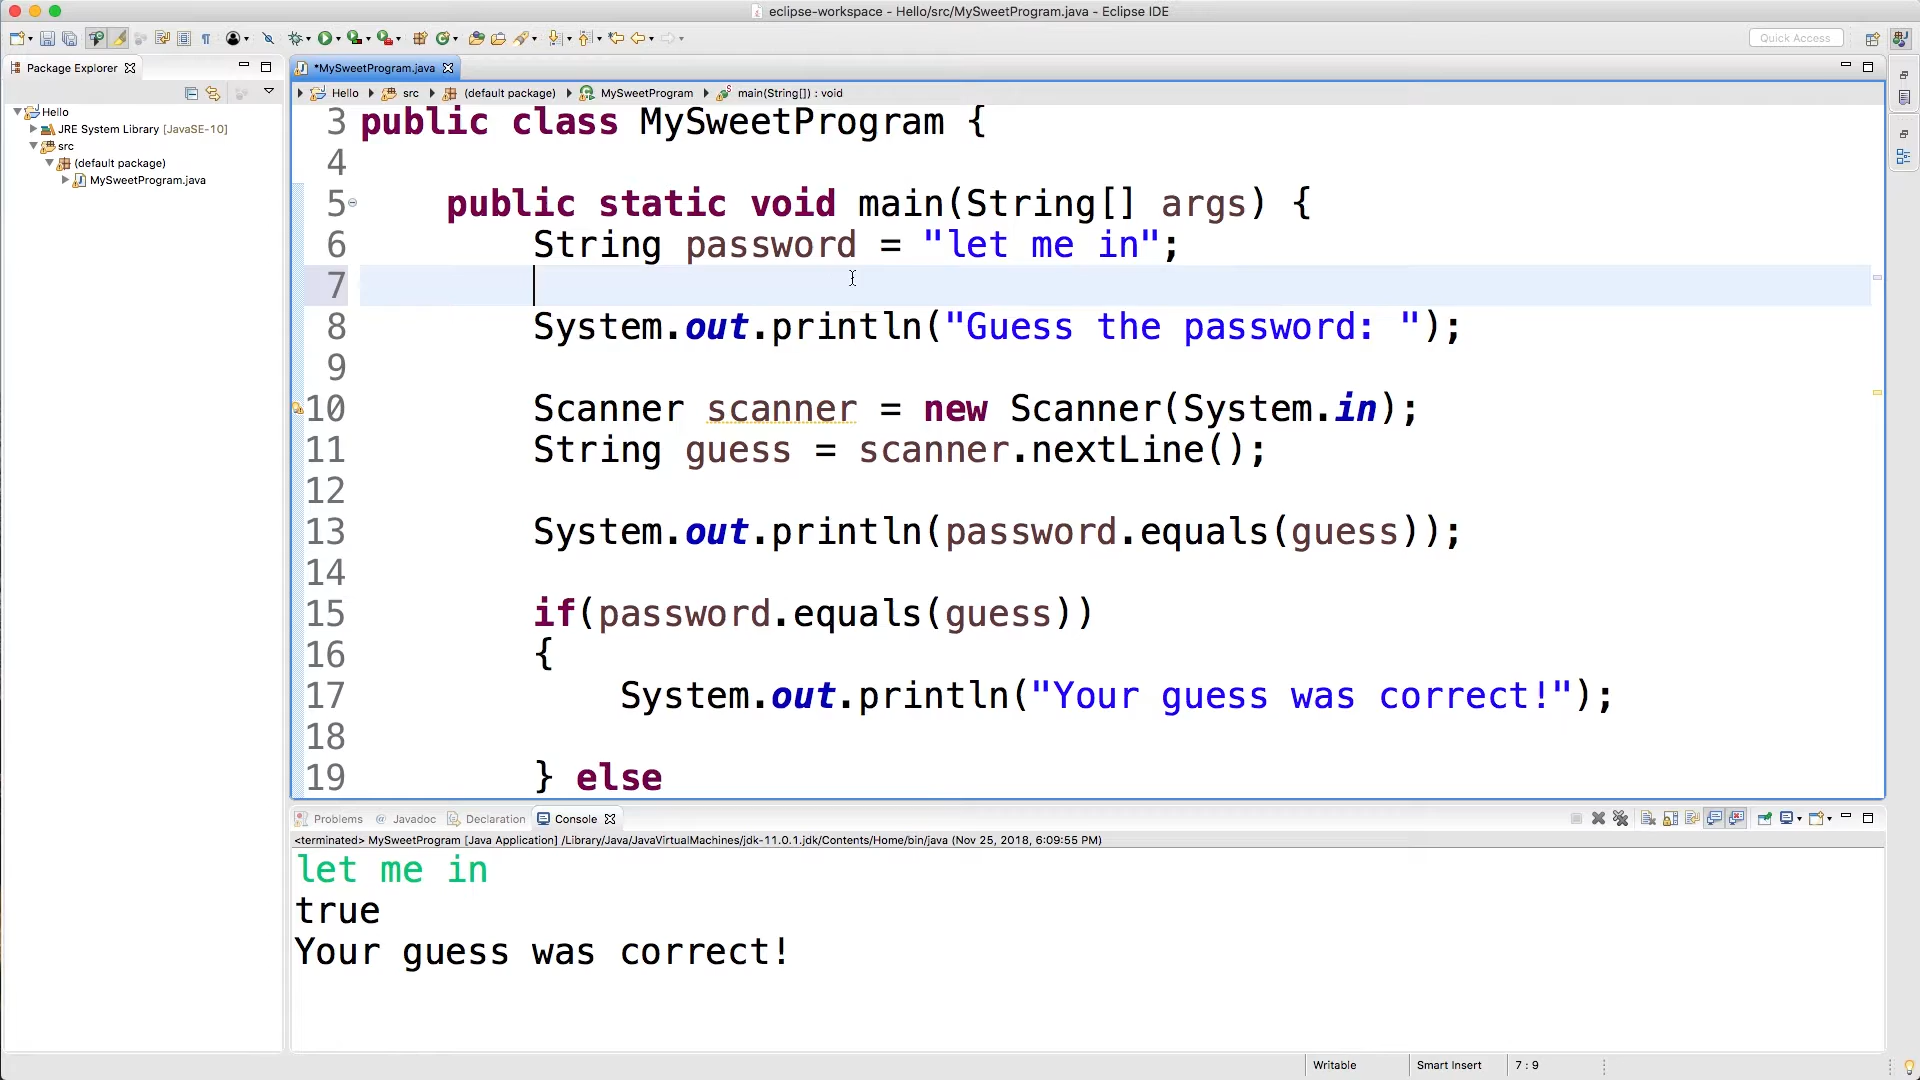 eclipse-workspace - Hello/src/MySweetProgram.java - Eclipse IDE
Quick Access
Package Explorer
*MySweetProgram.java
Hello
src
(default package)
MySweetProgram
main(String[]) : void
Hello
JRE System Library [JavaSE-10]
src
(default package)
MySweetProgram.java
3 public class MySweetProgram {
4
5 public static void main(String[] args) {
6 String password = "let me in";
7
8 System.out.println("Guess the password: ");
9
10 Scanner scanner = new Scanner(System.in);
11 String guess = scanner.nextLine();
12
13 System.out.println(password.equals(guess));
14
15 if(password.equals(guess))
16 {
17 System.out.println("Your guess was correct!");
18
19 } else
Problems @ Javadoc Declaration Console
<terminated> MySweetProgram [Java Application] /Library/Java/JavaVirtualMachines/jdk-11.0.1.jdk/Contents/Home/bin/java (Nov 25, 2018, 6:09:55 PM)
let me in
true
Your guess was correct!
Writable Smart Insert 7 : 9